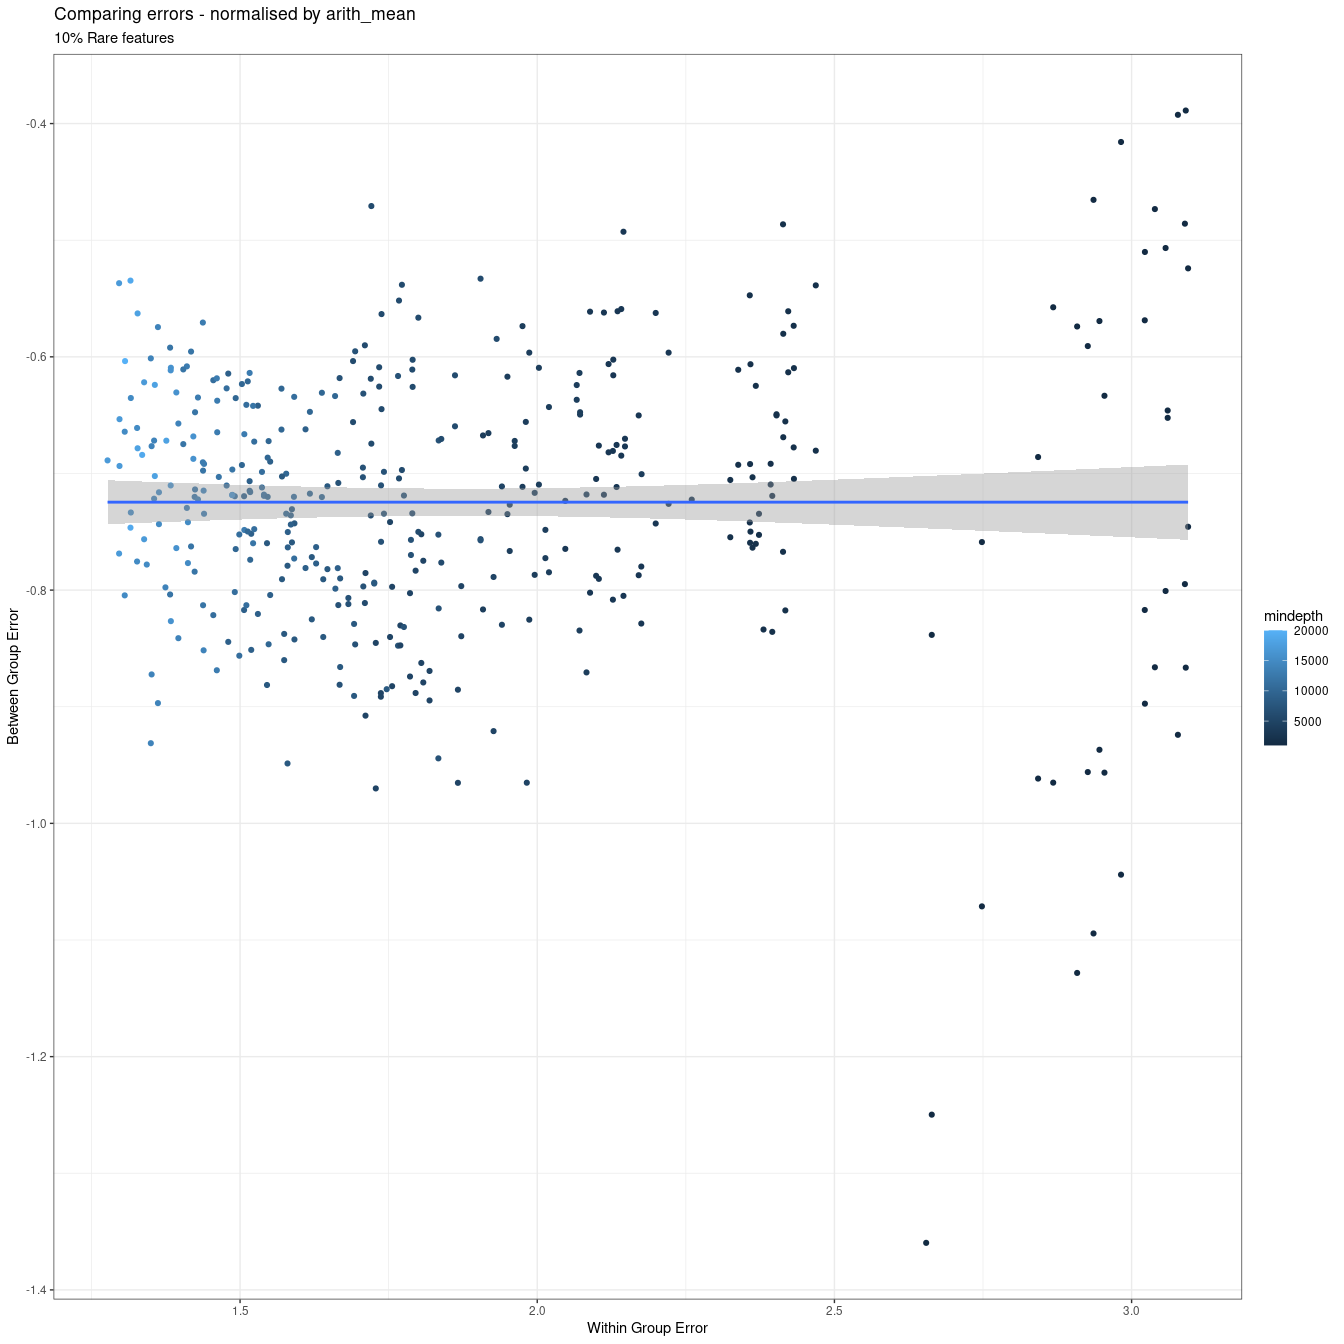 Comparing errors - normalised by arith_mean
10% Rare features
-0.4
-0.6
-0.8
-1.0
-1.2
-1.4
Between Group Error
1.5
2.0
2.5
3.0
Within Group Error
mindepth
20000
15000
10000
5000